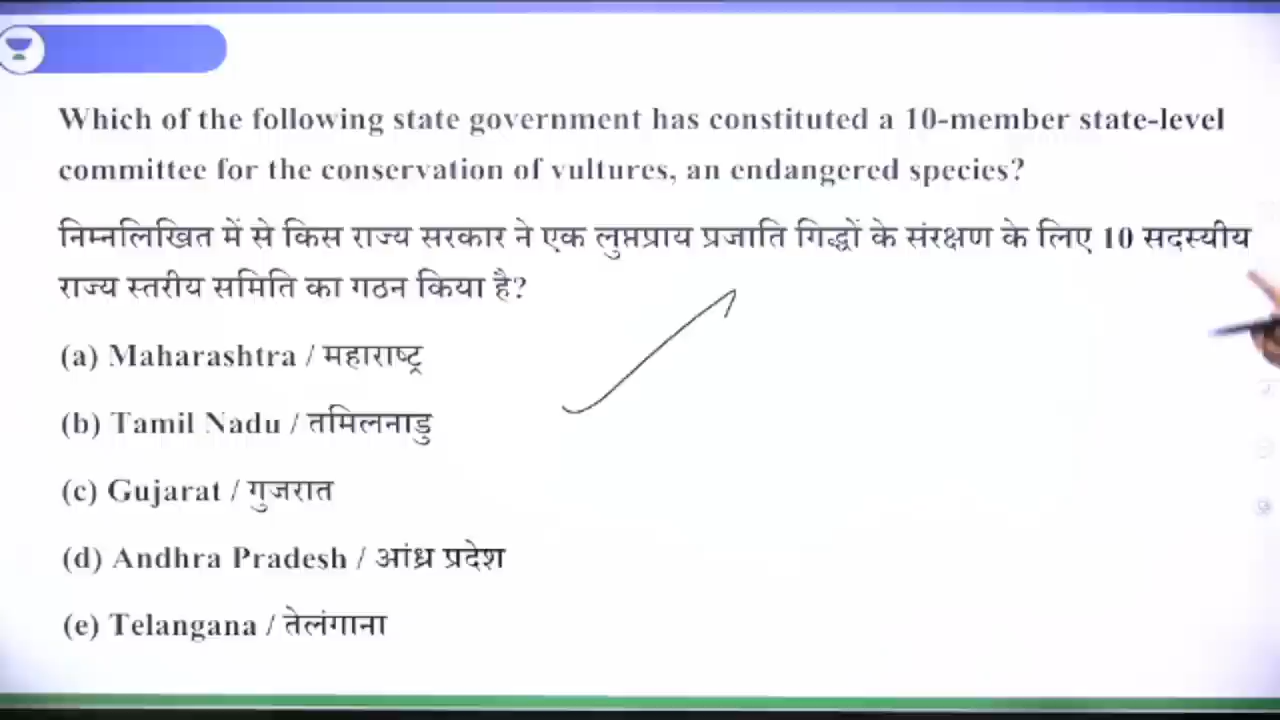 Which of the following state government has constituted a 10-member state-level
committee for the conservation of vultures, an endangered species?
निम्नलिखित में से किस राज्य सरकार ने एक लुप्तप्राय प्रजाति गिद्धों के संरक्षण के लिए 10 सदस्यीय
राज्य स्तरीय समिति का गठन किया है?
(a) Maharashtra / महाराष्ट्र
(b) Tamil Nadu / तमिलनाडु
(c) Gujarat / गुजरात
(d) Andhra Pradesh / आंध्र प्रदेश
(e) Telangana / तेलंगाना